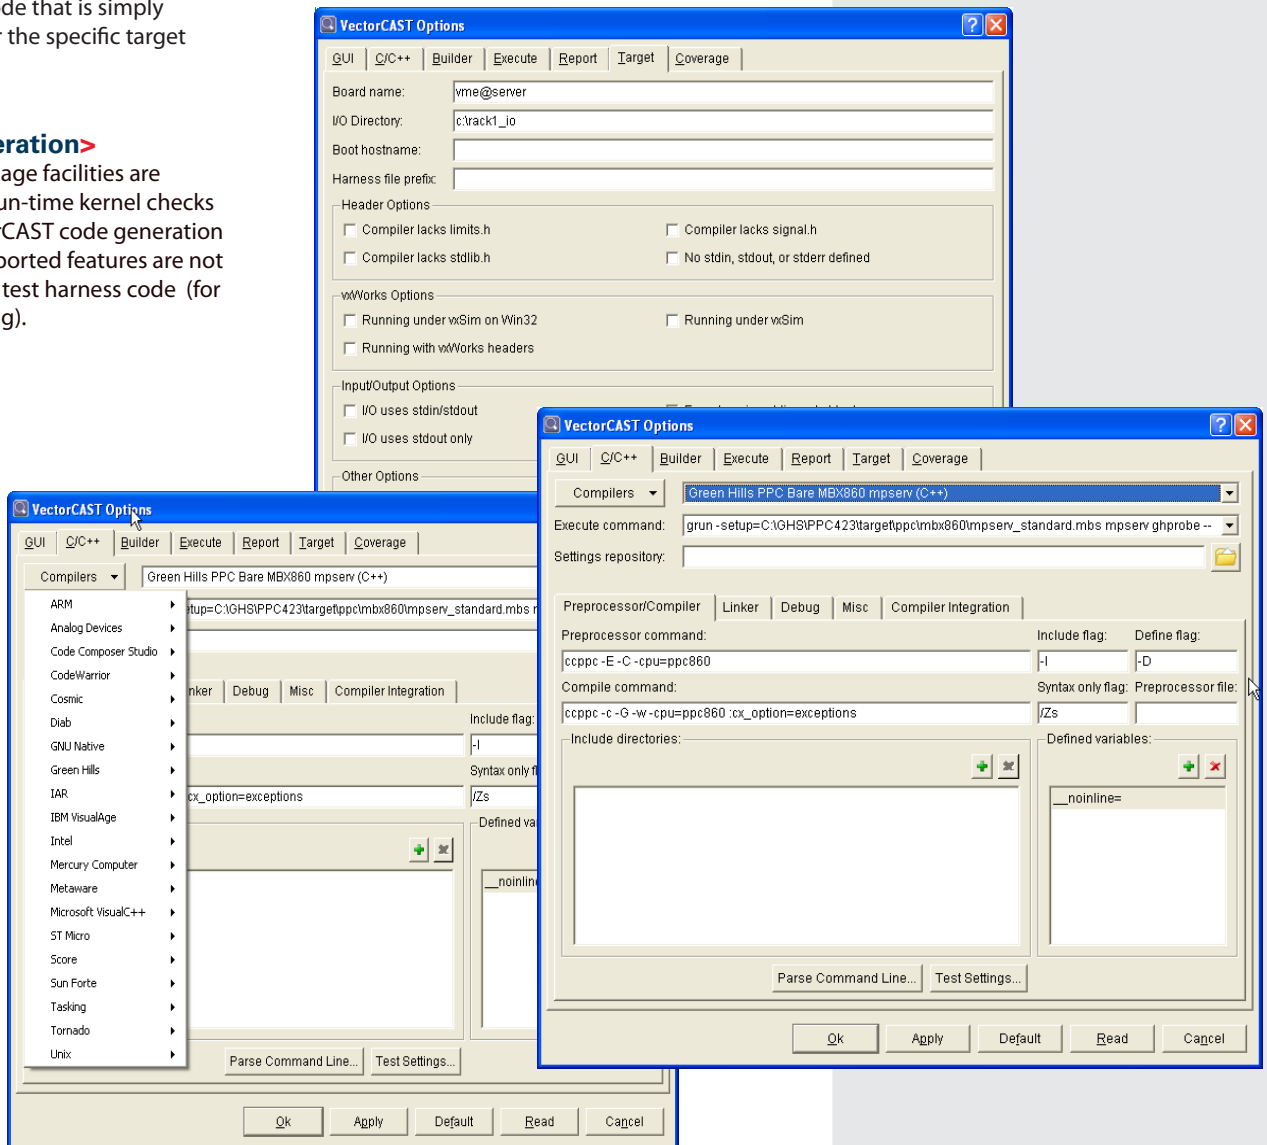 ode that is simply
r the specific target
eration>
age facilities are
un-time kernel checks
rCAST code generation
ported features are not
test harness code (for
g).
VectorCAST Options
GUI C/C++ Builder Execute Report Target Coverage
Board name: vme@server
I/O Directory: c:\rack1_io
Boot hostname:
Harness file prefix:
Header Options
Compiler lacks limits.h Compiler lacks signal.h
Compiler lacks stdlib.h No stdin, stdout, or stderr defined
vxWorks Options
Running under vxSim on Win32 Running under vxSim
Running with vxWorks headers
Input/Output Options
I/O uses stdin/stdout
I/O uses stdout only
Other Options
VectorCAST Options
GUI C/C++ Builder Execute Report Target Coverage
Compilers Green Hills PPC Bare MBX860 mpserv (C++)
etup=C:\GHS\PPC423\target\ppc\mbx860\mpserv_standard.mbs
ARM
Analog Devices
Code Composer Studio
CodeWarrior
Cosmic
Diab
GNU Native
Green Hills
IAR
IBM VisualAge
Intel
Mercury Computer
Metaware
Microsoft VisualC++
ST Micro
Score
Sun Forte
Tasking
Tornado
Unix
nker Debug Misc Compiler Integration
Include flag:
-I
Syntax only fl
cx_option=exceptions /Zs
Defined va
__noinlin
Parse Command Line... Test Settings...
Ok Apply Default Read Cancel
VectorCAST Options
GUI C/C++ Builder Execute Report Target Coverage
Compilers Green Hills PPC Bare MBX860 mpserv (C++)
Execute command: grun -setup=C:\GHS\PPC423\target\ppc\mbx860\mpserv_standard.mbs mpserv ghprobe --
Settings repository:
Preprocessor/Compiler Linker Debug Misc Compiler Integration
Preprocessor command: Include flag: Define flag:
ccppc -E -C -cpu=ppc860 -I -D
Compile command: Syntax only flag: Preprocessor file:
ccppc -c -G -w -cpu=ppc860 :cx_option=exceptions /Zs
Include directories: Defined variables:
__noinline=
Parse Command Line... Test Settings...
Ok Apply Default Read Cancel